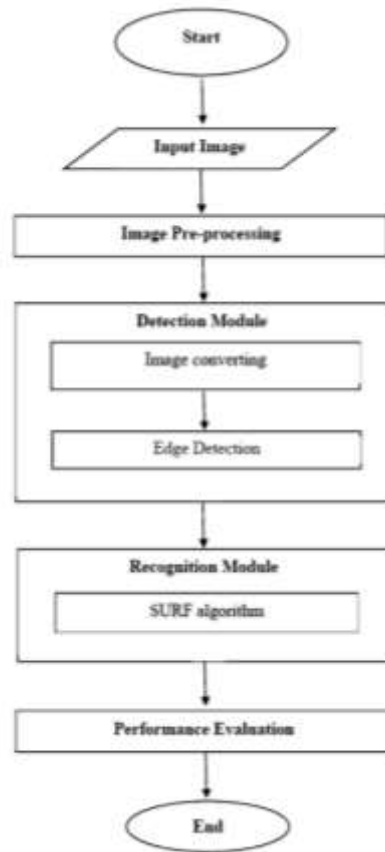 Start
Input Image
Image Pre-processing
Detection Module
Image converting
Edge Detection
Recognition Module
SURF algorithm
Performance Evaluation
End